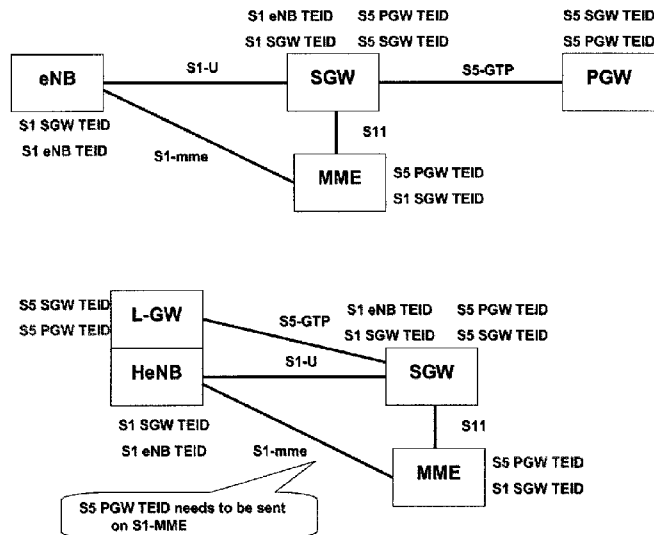 S1 eNB TEID S5 PGW TEID
S1 SGW TEID S5 SGW TEID
S5 SGW TEID
S5 PGW TEID
eNB
S1-U
SGW
S5-GTP
PGW
S1 SGW TEID
S1 eNB TEID
S1-mme
S11
MME
S5 PGW TEID
S1 SGW TEID
S5 SGW TEID
S5 PGW TEID
L-GW
S5-GTP
S1 eNB TEID S5 PGW TEID
S1 SGW TEID S5 SGW TEID
HeNB
S1-U
SGW
S1 SGW TEID
S1 eNB TEID
S1-mme
S11
MME
S5 PGW TEID
S1 SGW TEID
S5 PGW TEID needs to be sent
on S1-MME